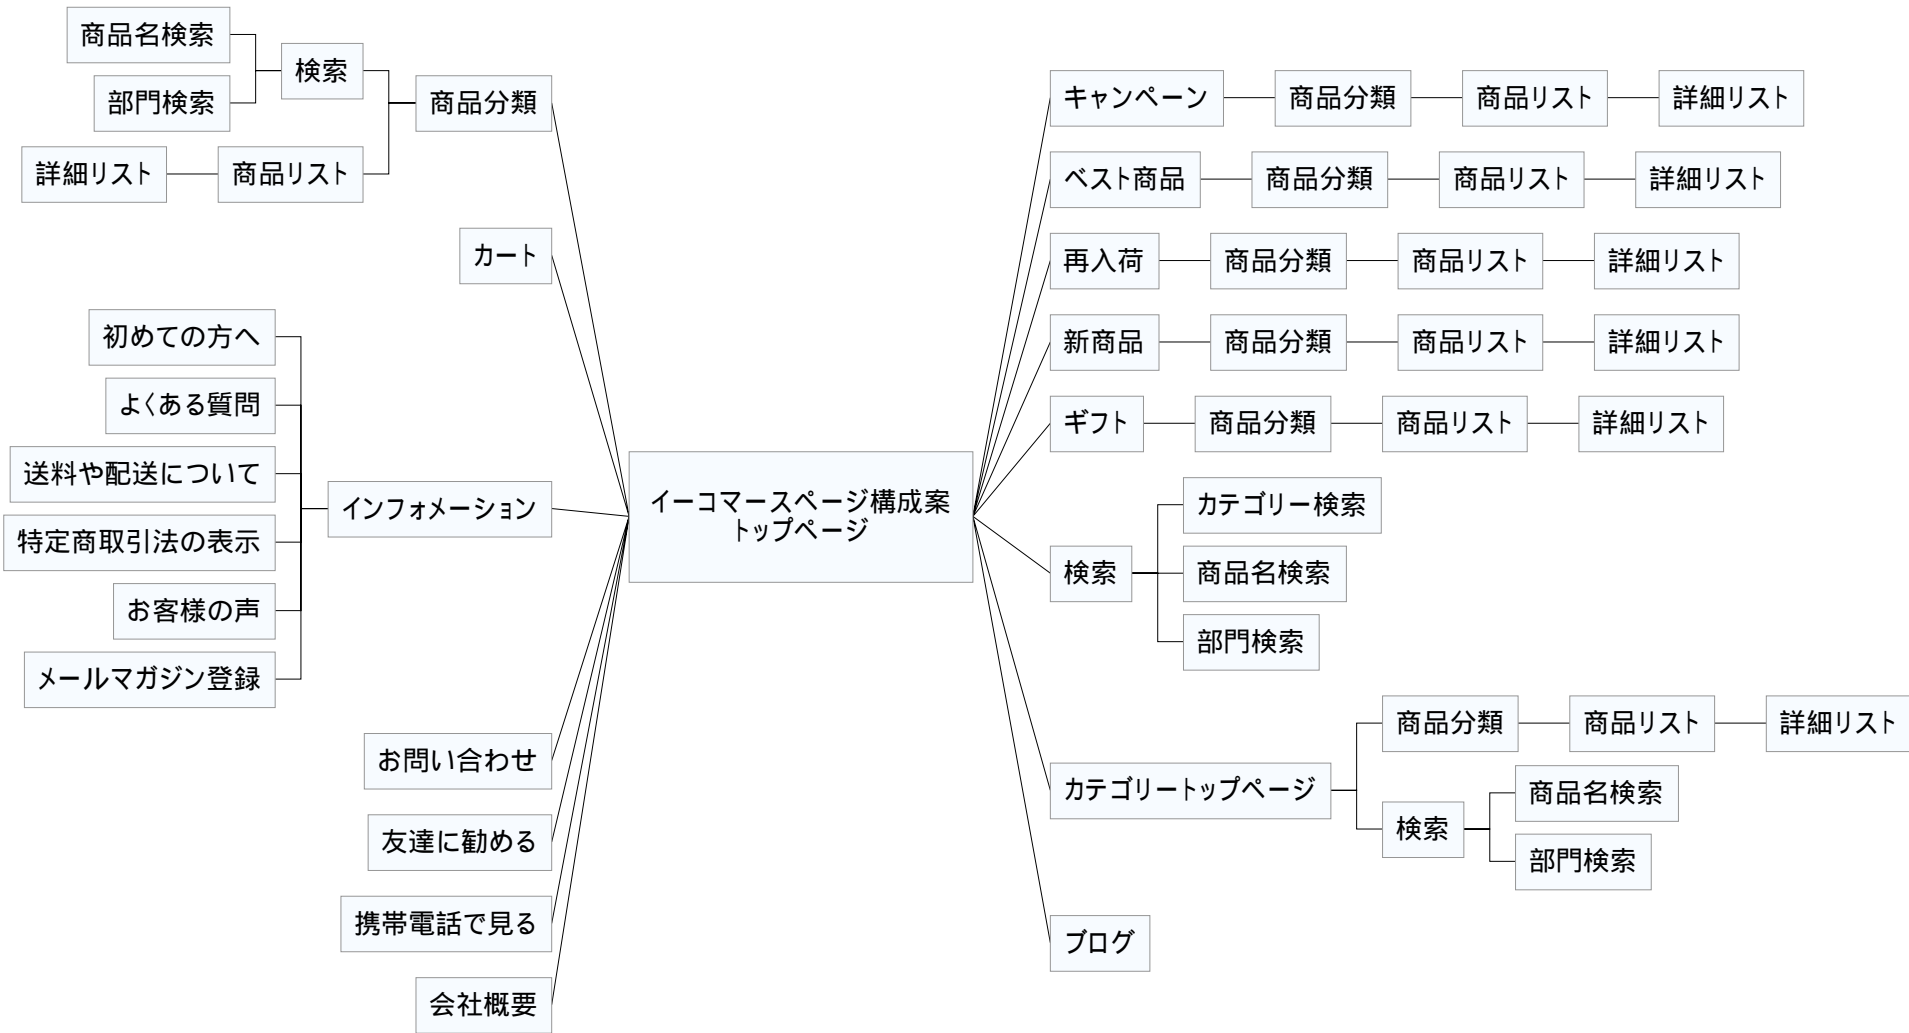 商品名検索
検索
部門検索
商品分類
詳細リスト
商品リスト
カート
初めての方へ
よくある質問
送料や配送について
インフォメーション
特定商取引法の表示
お客様の声
メールマガジン登録
お問い合わせ
友達に勧める
携帯電話で見る
会社概要
イーコマースページ構成案
トップページ
キャンペーン 商品分類 商品リスト 詳細リスト
ベスト商品 商品分類 商品リスト 詳細リスト
再入荷 商品分類 商品リスト 詳細リスト
新商品 商品分類 商品リスト 詳細リスト
ギフト 商品分類 商品リスト 詳細リスト
検索
カテゴリー検索
商品名検索
部門検索
カテゴリートップページ
商品分類 商品リスト 詳細リスト
検索
商品名検索
部門検索
ブログ